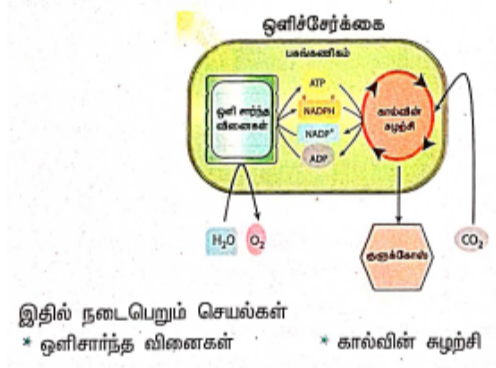 ஒளிச்சேர்க்கை
பசுங்கணிகம்
ஒளி சார்ந்த
வினைகள்
ATP
NADPH
NADP⁺
ADP
கால்வின்
சுழற்சி
H₂O
O₂
குளுக்கோஸ்
CO₂
இதில் நடைபெறும் செயல்கள்
* ஒளிசார்ந்த வினைகள்
* கால்வின் சுழற்சி